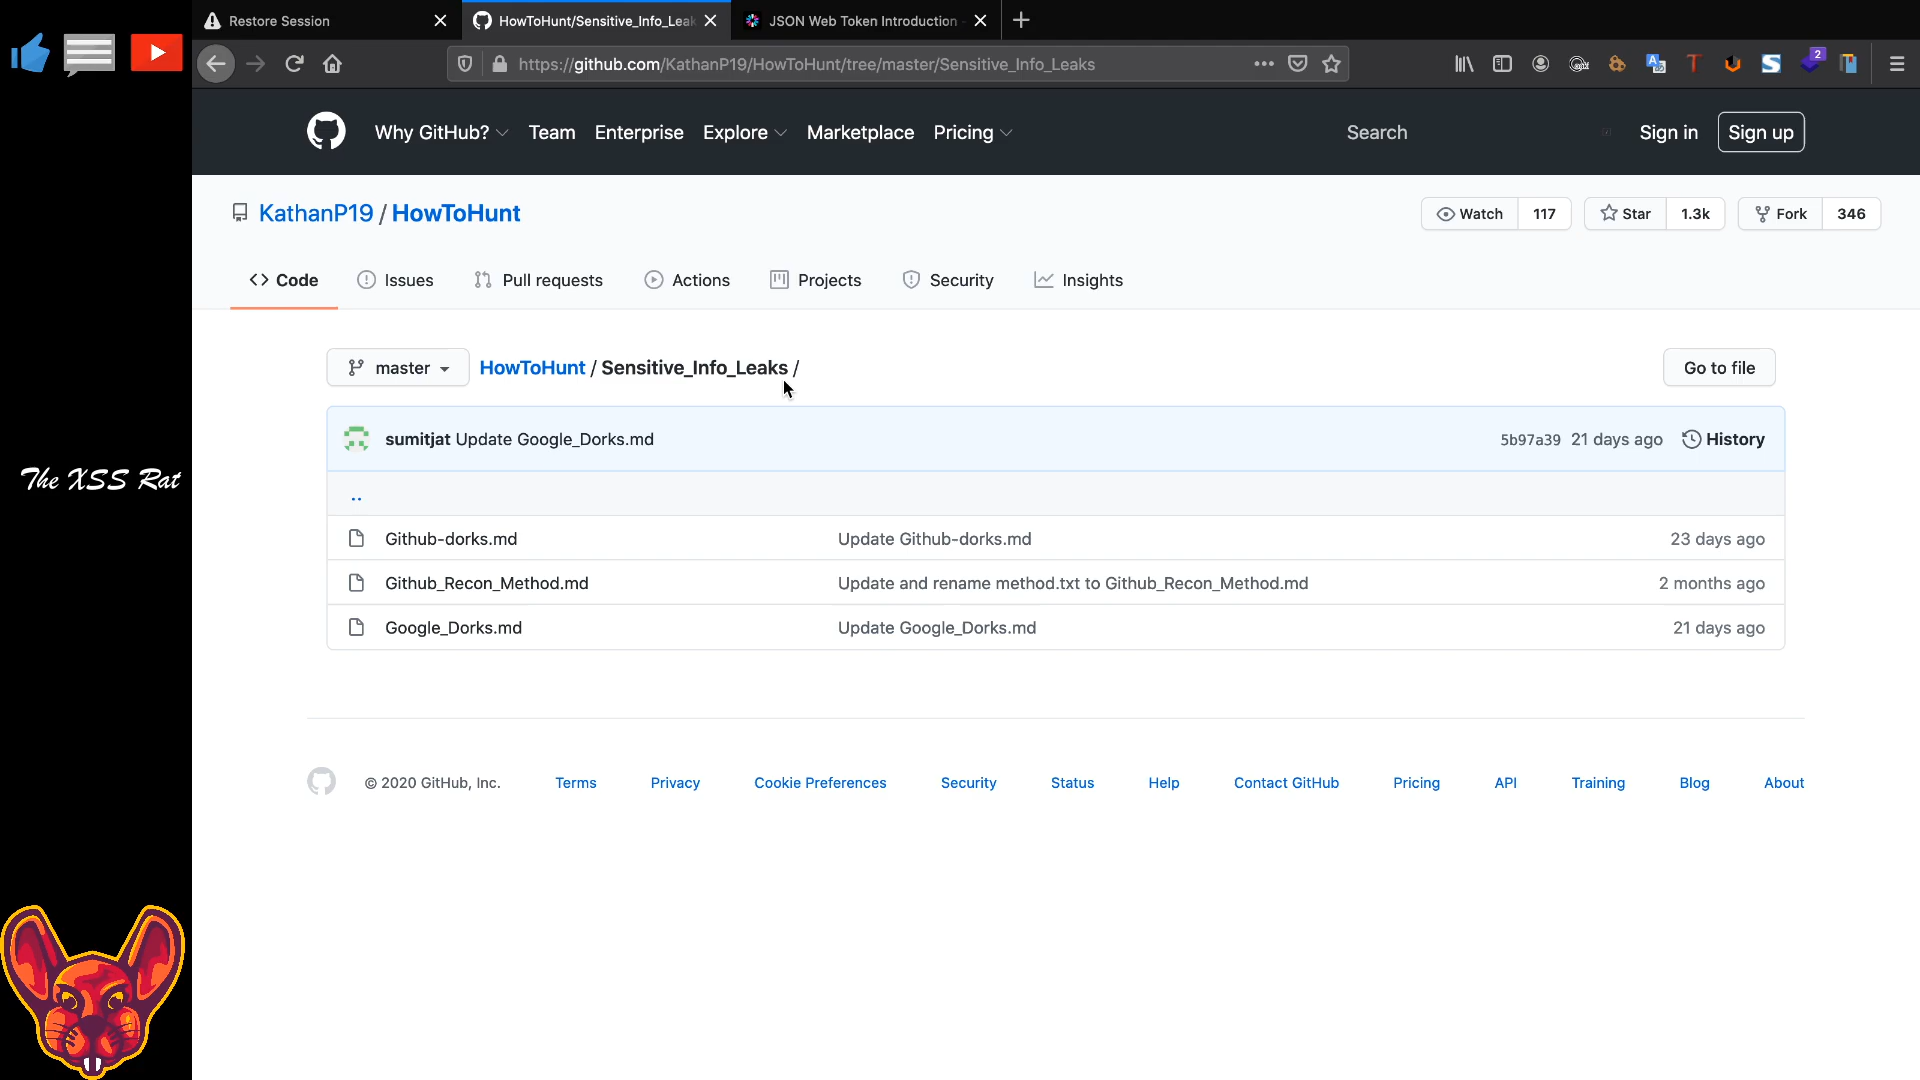 Restore Session
HowToHunt/Sensitive_Info_Leak
JSON Web Token Introduction
https://github.com/KathanP19/HowToHunt/tree/master/Sensitive_Info_Leaks
2
Why GitHub? Team Enterprise Explore Marketplace Pricing Search Sign in Sign up
KathanP19 / HowToHunt
Watch 117 Star 1.3k Fork 346
Code Issues Pull requests Actions Projects Security Insights
master HowToHunt / Sensitive_Info_Leaks / Go to file
sumitjat Update Google_Dorks.md 5b97a39 21 days ago History
..
Github-dorks.md Update Github-dorks.md 23 days ago
Github_Recon_Method.md Update and rename method.txt to Github_Recon_Method.md 2 months ago
Google_Dorks.md Update Google_Dorks.md 21 days ago
© 2020 GitHub, Inc. Terms Privacy Cookie Preferences Security Status Help Contact GitHub Pricing API Training Blog About
The XSS Rat